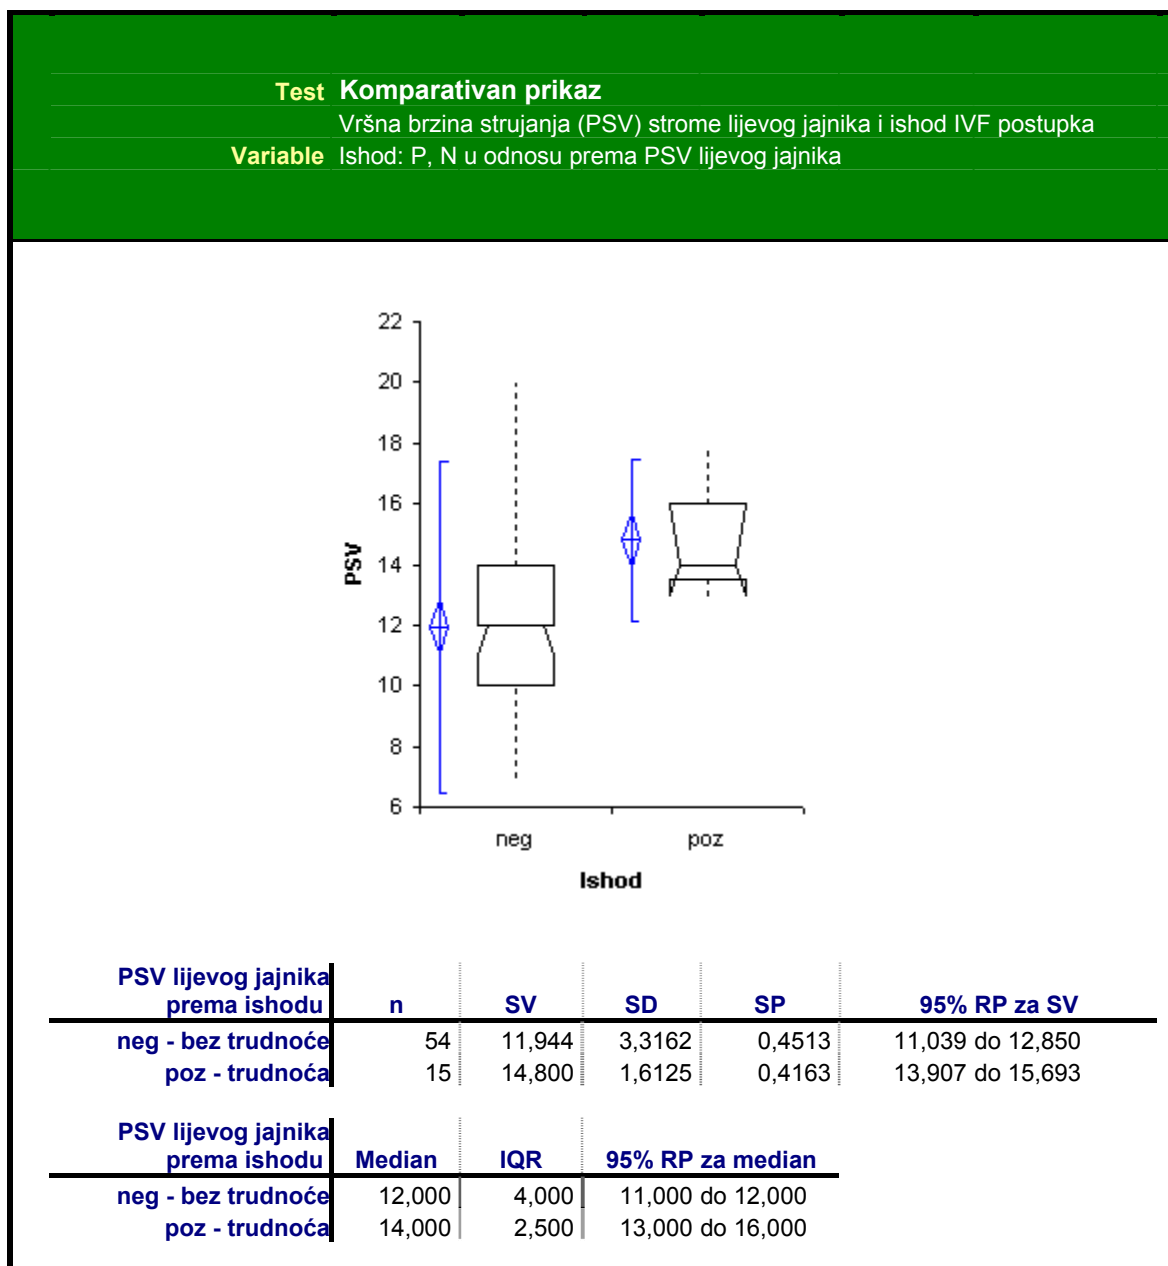 Test Komparativan prikaz
Vršna brzina strujanja (PSV) strome lijevog jajnika i ishod IVF postupka
Variable Ishod: P, N u odnosu prema PSV lijevog jajnika
22
20
18
16
14
12
10
8
6
PSV
neg poz
Ishod
PSV lijevog jajnika
prema ishodu n SV SD SP 95% RP za SV
neg - bez trudnoće 54 11,944 3,3162 0,4513 11,039 do 12,850
poz - trudnoća 15 14,800 1,6125 0,4163 13,907 do 15,693
PSV lijevog jajnika
prema ishodu Median IQR 95% RP za median
neg - bez trudnoće 12,000 4,000 11,000 do 12,000
poz - trudnoća 14,000 2,500 13,000 do 16,000